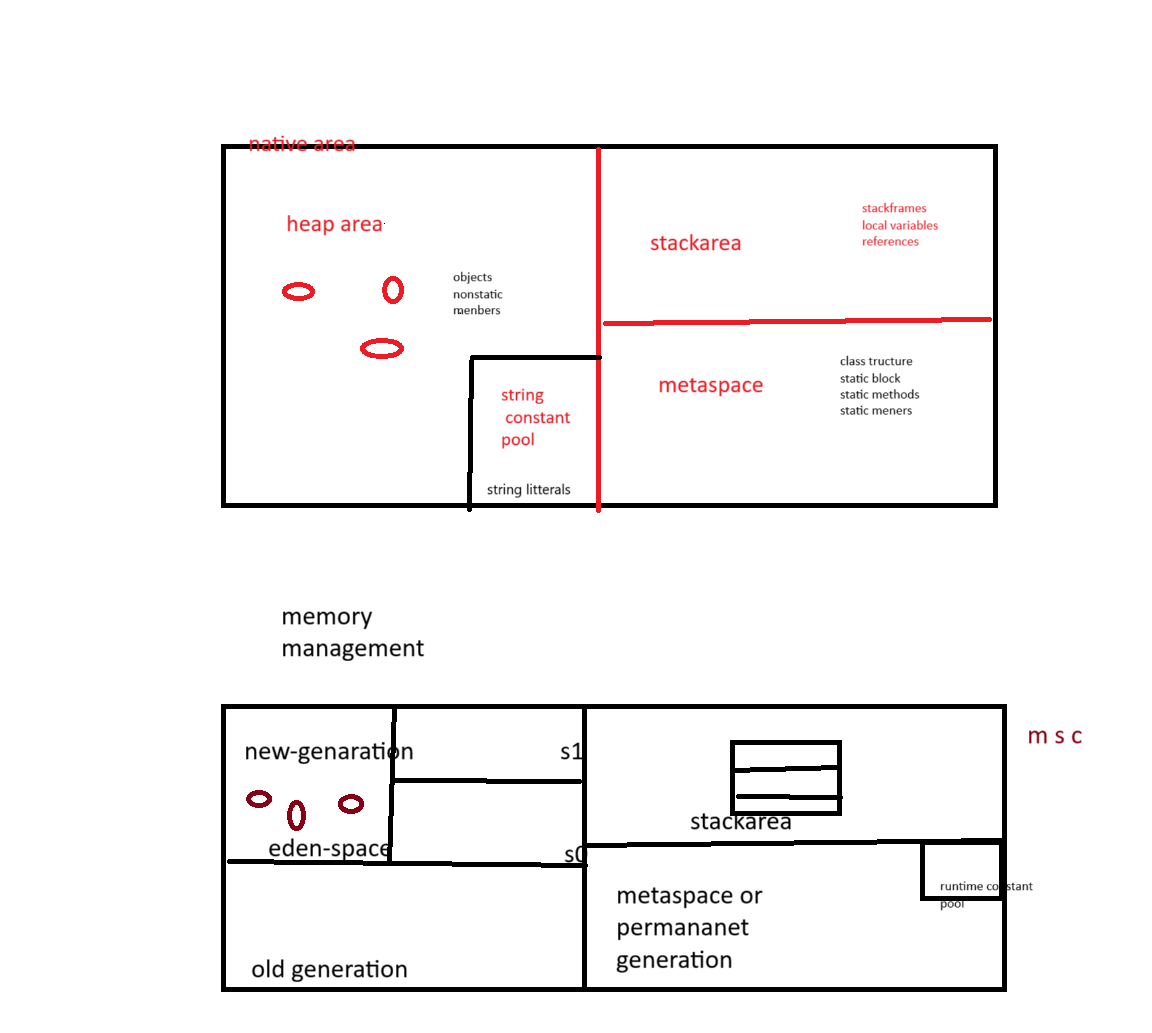 native area
heap area
stackarea
stackframes
local variables
references
objects
nonstatic
menbers
string
constant
pool
string litterals
metaspace
class tructure
static block
static methods
static meners
memory
management
new-genaration
s1
eden-space
s0
old generation
stackarea
m s c
metaspace or
permananet
generation
runtime constant
pool